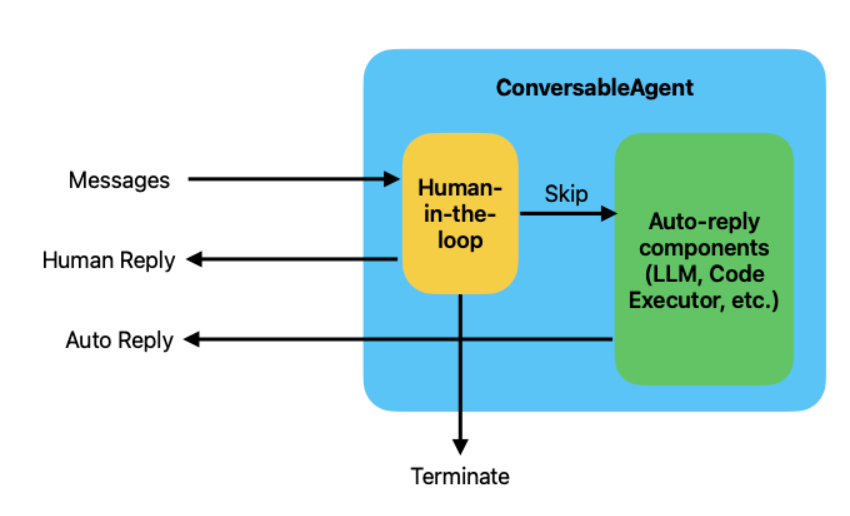 ConversableAgent
Messages
Human-
in-the-
loop
Skip
Auto-reply
components
(LLM, Code
Executor, etc.)
Human Reply
Auto Reply
Terminate